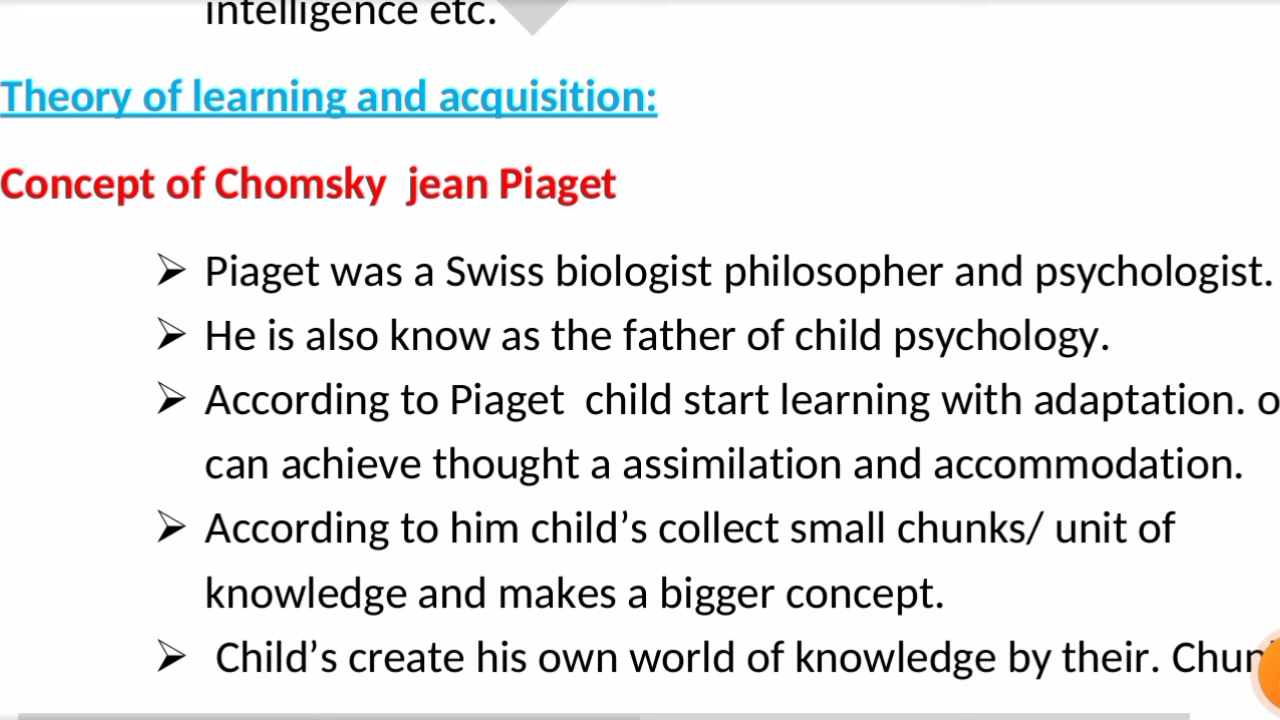 intelligence etc.
Theory of learning and acquisition:
Concept of Chomsky  jean Piaget
➢ Piaget was a Swiss biologist philosopher and psychologist.
➢ He is also know as the father of child psychology.
➢ According to Piaget  child start learning with adaptation.
can achieve thought a assimilation and accommodation.
➢ According to him child’s collect small chunks/ unit of
knowledge and makes a bigger concept.
➢ Child’s create his own world of knowledge by their.